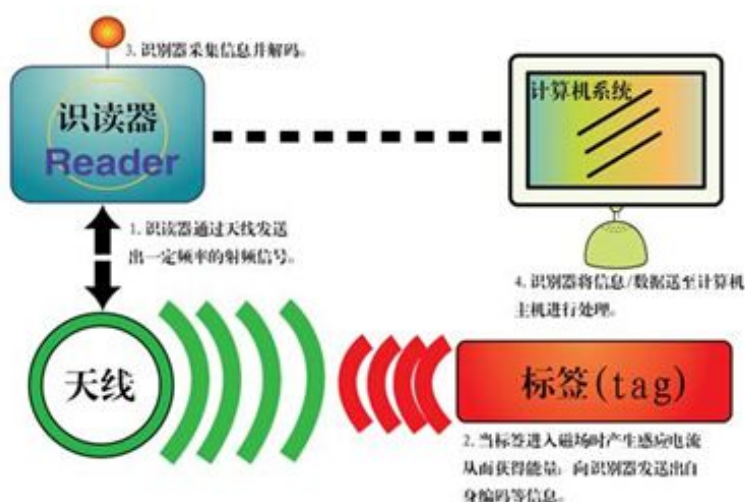 3. 识别器采集信息并解码。
识读器
Reader
计算机系统
1. 识读器通过天线发送
出一定频率的射频信号。
4. 识别器将信息/数据送至计算机
主机进行处理。
天线
标签(tag)
2. 当标签进入磁场时产生感应电流
从而获得能量; 向识别器发送出自
身编码等信息。